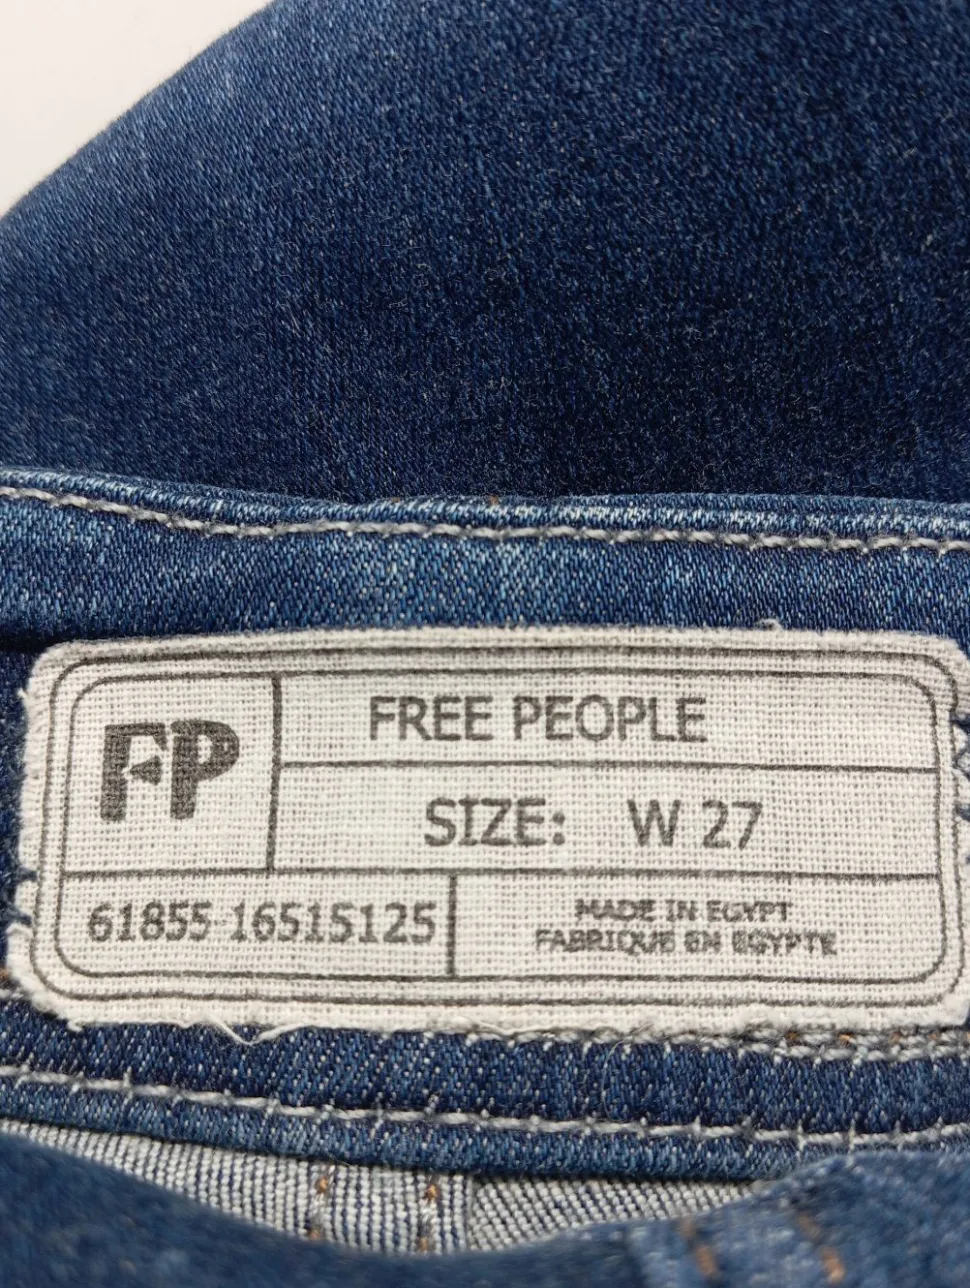 FP
FREE PEOPLE
SIZE: W 27
61855-16515125
MADE IN EGYPT
FABRIQUE EN EGYPTE